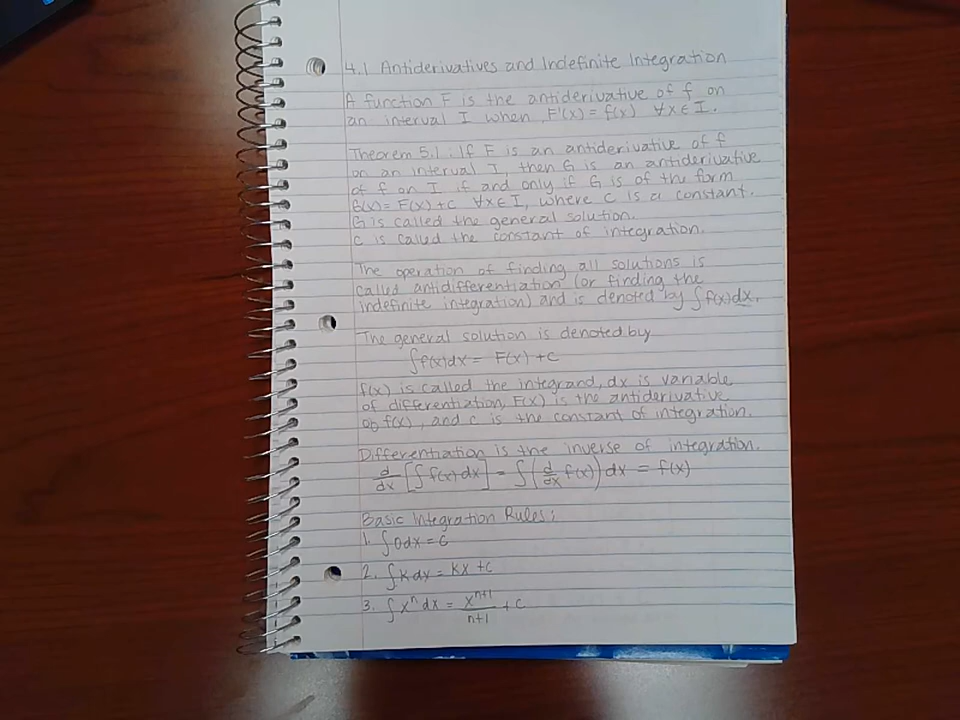 4.1 Antiderivatives and Indefinite Integration
A function F is the antiderivative of f on
an interval I when F'(x) = f(x) ∀x∈I.
Theorem 5.1: If F is an antiderivative of f
on an interval I, then G is an antiderivative
of f on I if and only if G is of the form
G(x)= F(x)+C ∀x∈I, where C is a constant.
G is called the general solution.
C is called the constant of integration.
The operation of finding all solutions is
called antidifferentiation (or finding the
indefinite integration) and is denoted by ∫f(x)dx.
The general solution is denoted by
∫f(x)dx = F(x) +C
f(x) is called the integrand, dx is variable
of differentiation, F(x) is the antiderivative
of f(x), and C is the constant of integration.
Differentiation is the inverse of integration.
d/dx [∫ f(x)dx] = ∫(d/dx f(x)) dx = f(x)
Basic Integration Rules:
1. ∫0dx = C
2. ∫k dx = kx +C
3. ∫x^n dx = x^(n+1)/(n+1) + C